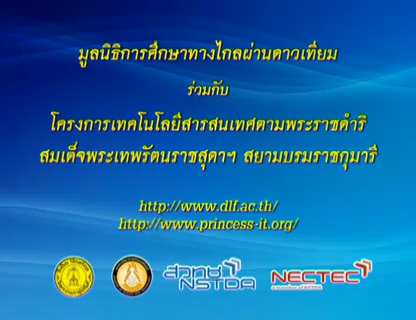 มูลนิธิการศึกษาทางไกลผ่านดาวเทียม
ร่วมกับ
โครงการเทคโนโลยีสารสนเทศตามพระราชดำริ
สมเด็จพระเทพรัตนราชสุดาฯ สยามบรมราชกุมารี
http://www.dlf.ac.th/
http://www.princess-it.org/
สวทช
NSTDA
NECTEC